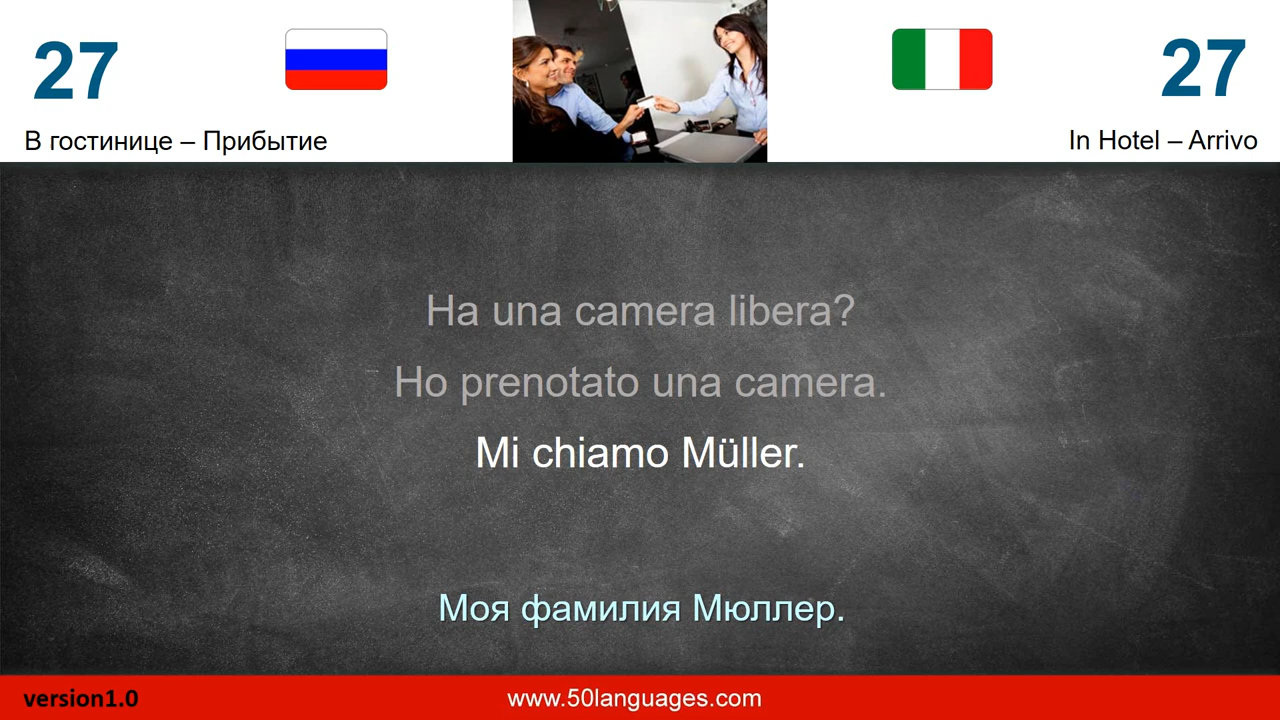 27
27
В гостинице – Прибытие
In Hotel – Arrivo
Ha una camera libera?
Ho prenotato una camera.
Mi chiamo Müller.
Моя фамилия Мюллер.
version1.0
www.50languages.com